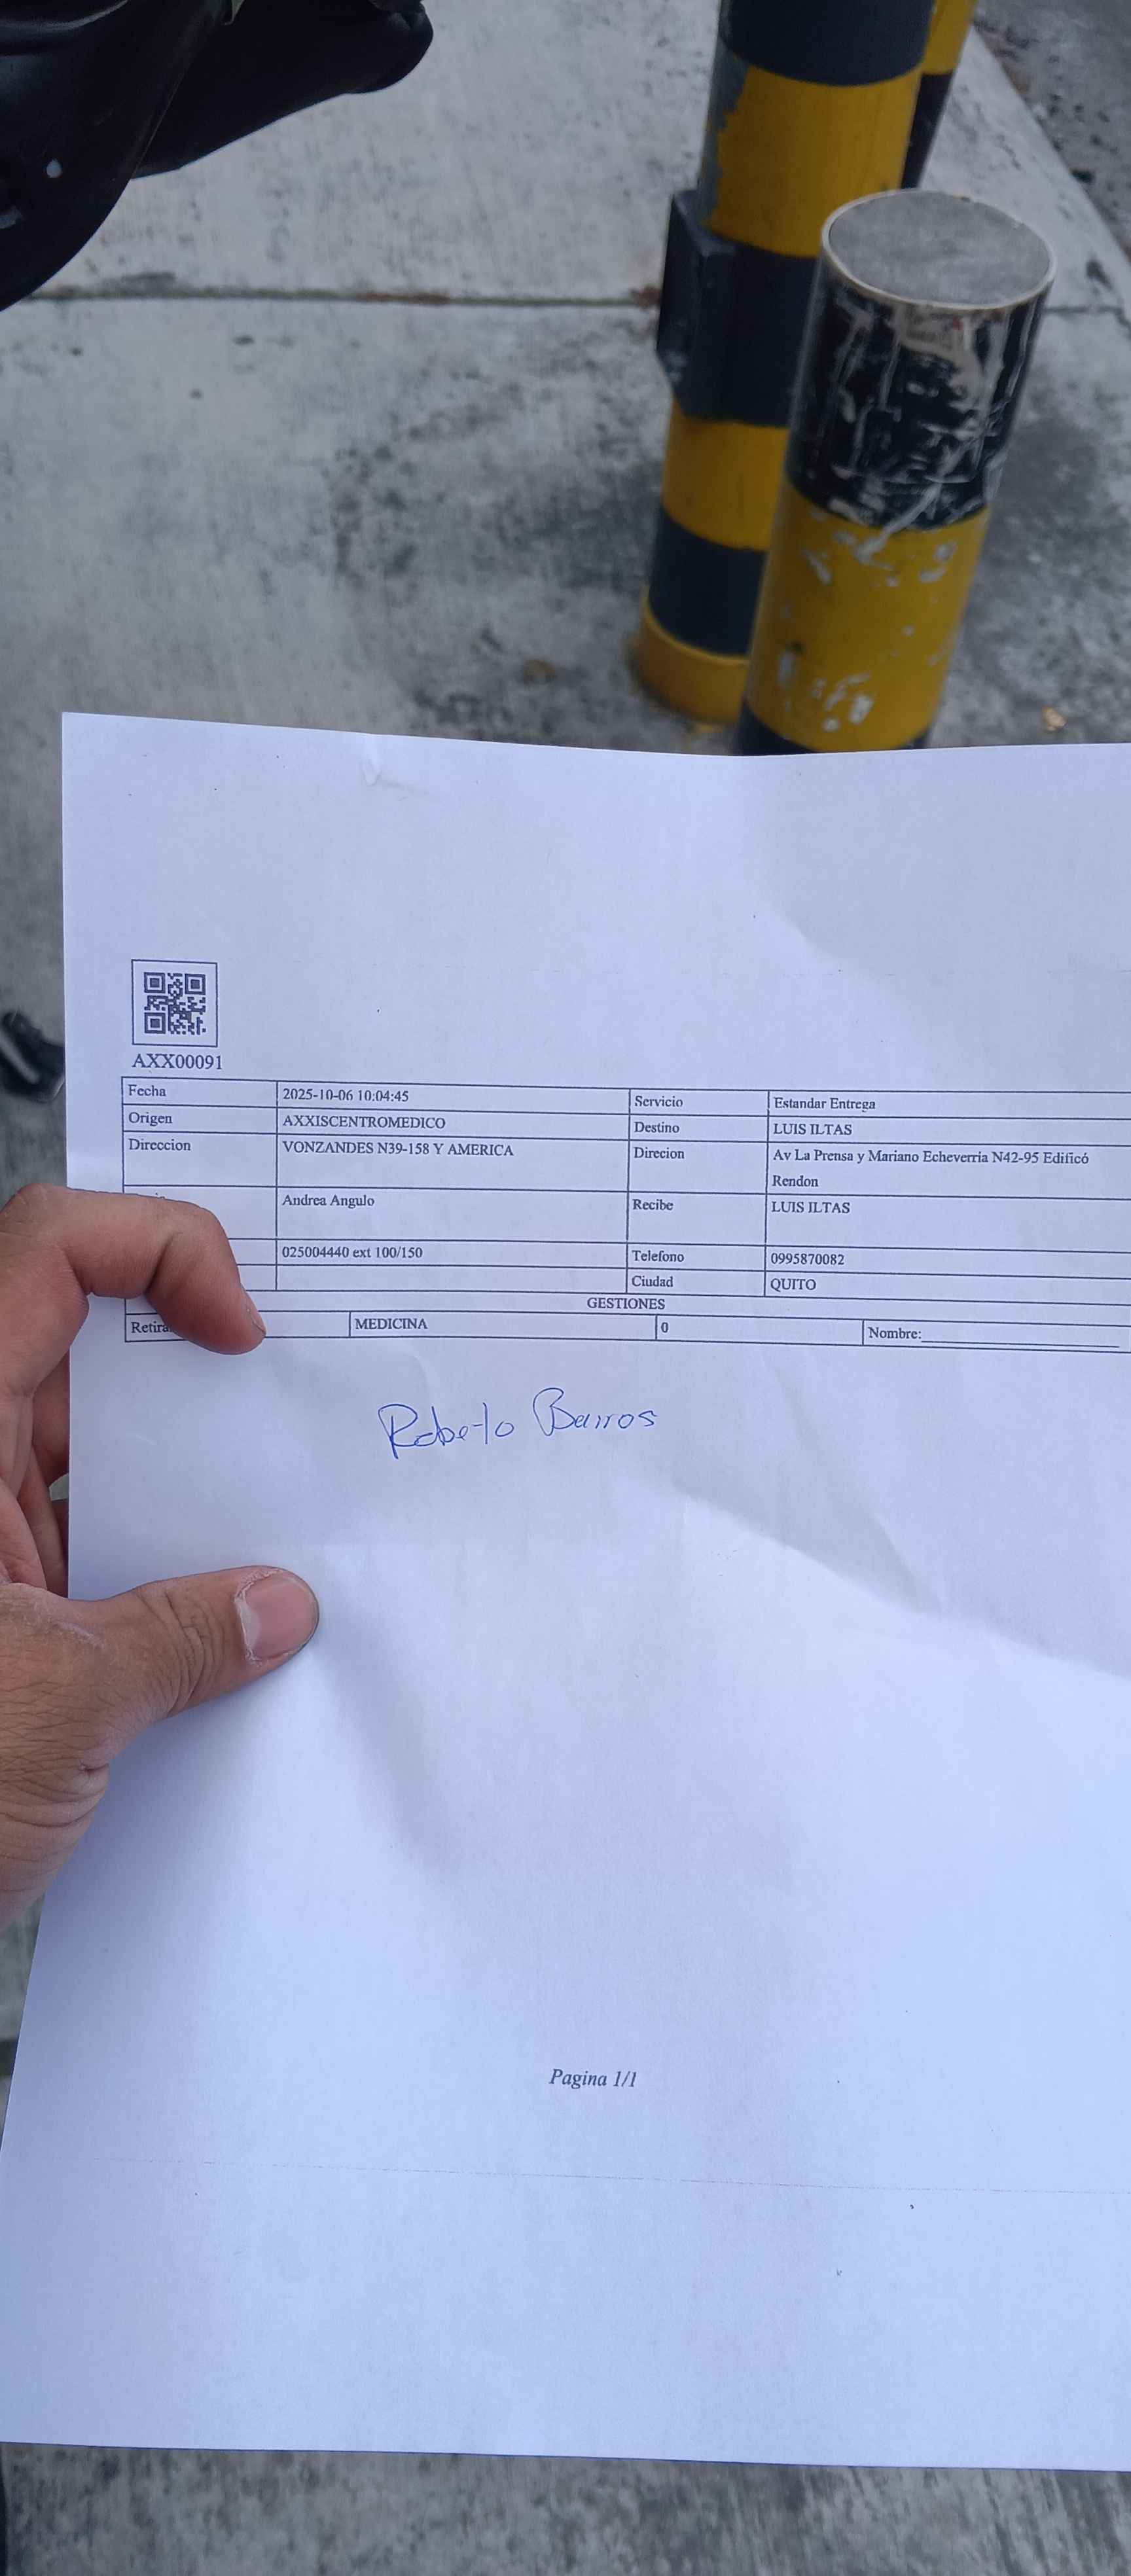 AXX00091
Fecha 2025-10-06 10:04:45 Servicio Estandar Entrega
Origen AXXISCENTROMEDICO Destino LUIS ILTAS
Direccion VONZANDES N39-158 Y AMERICA Direcion Av La Prensa y Mariano Echeverria N42-95 Edificó
Rendon
Andrea Angulo Recibe LUIS ILTAS
025004440 ext 100/150 Telefono 0995870082
Ciudad QUITO
GESTIONES
Retira MEDICINA 0 Nombre:
Roberto Barros
Pagina 1/1